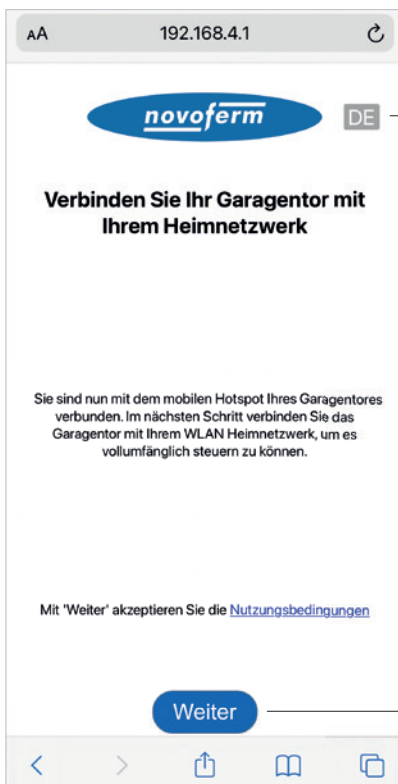 AA 192.168.4.1
novoferm DE
Verbinden Sie Ihr Garagentor mit
Ihrem Heimnetzwerk
Sie sind nun mit dem mobilen Hotspot Ihres Garagentores
verbunden. Im nächsten Schritt verbinden Sie das
Garagentor mit Ihrem WLAN Heimnetzwerk, um es
vollumfänglich steuern zu können.
Mit 'Weiter' akzeptieren Sie die Nutzungsbedingungen
Weiter